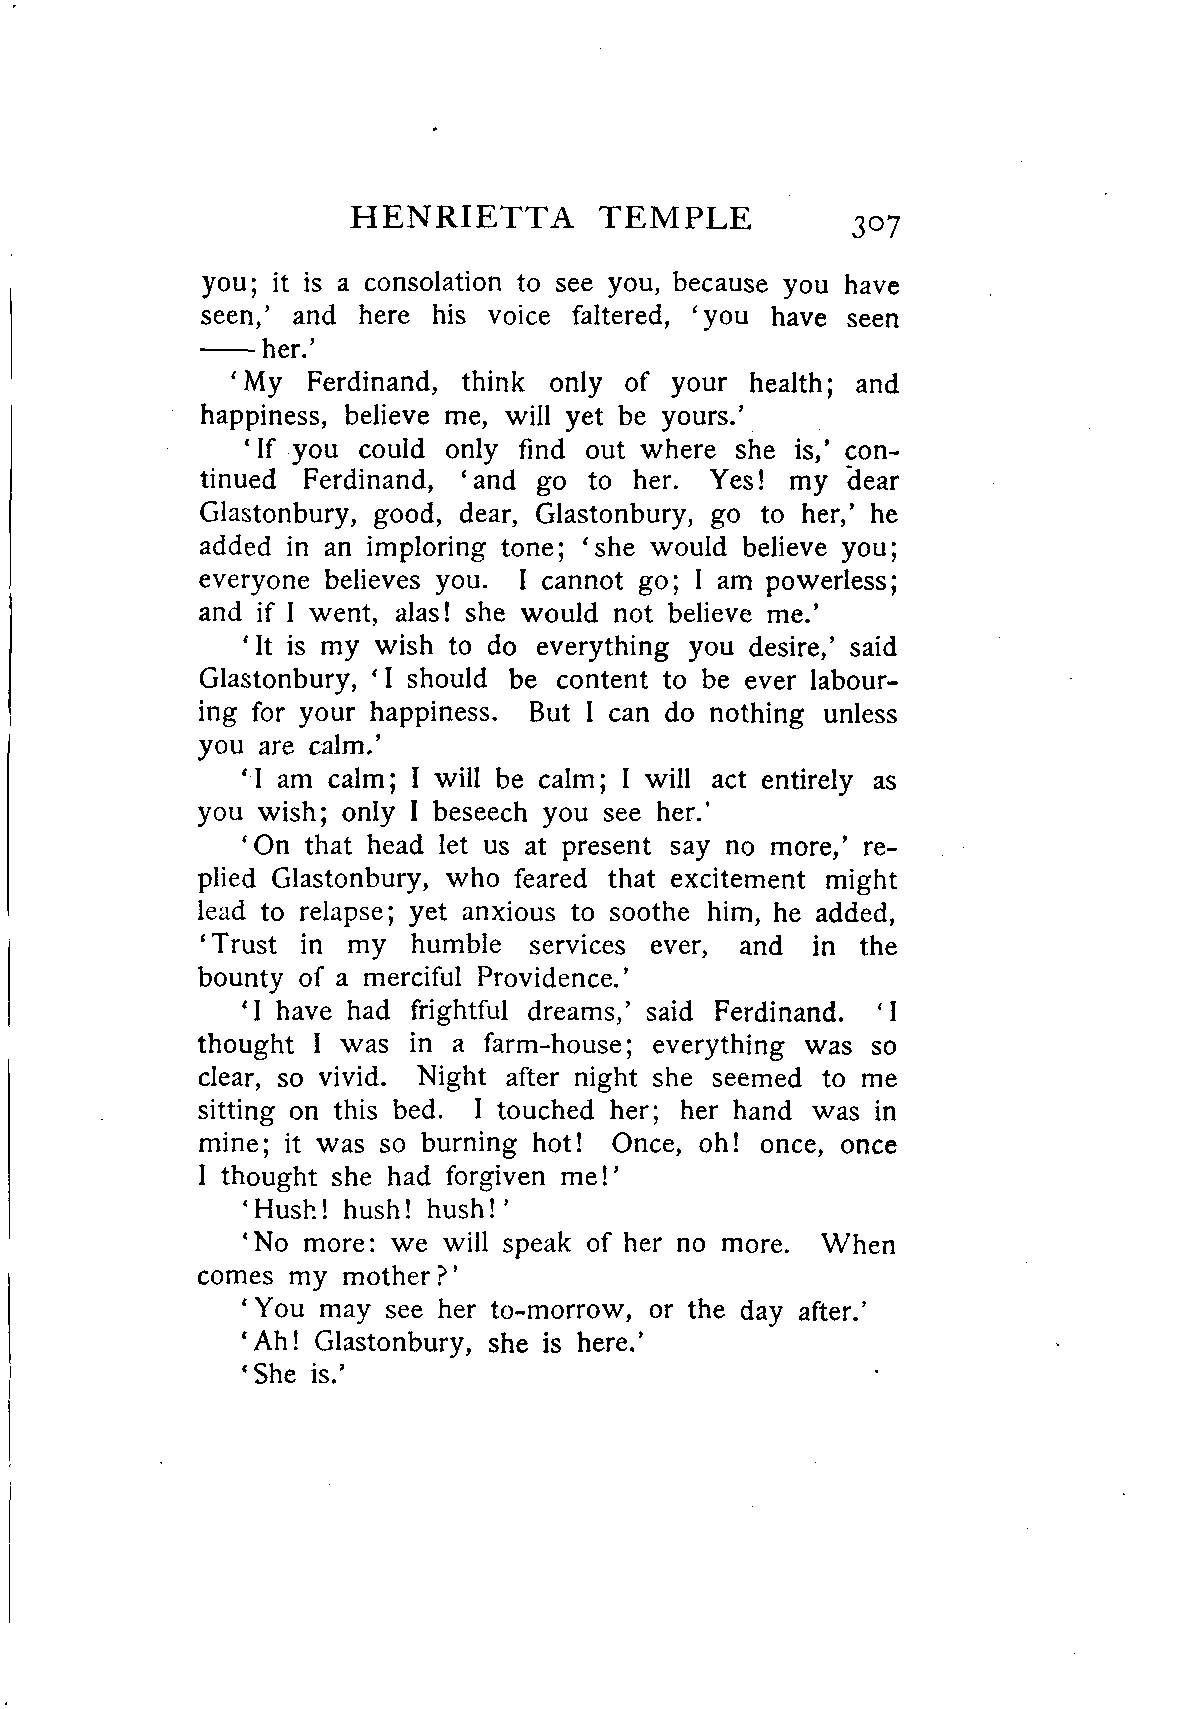 HENRIETTA TEMPLE 307
you; it is a consolation to see you, because you have
seen,' and here his voice faltered, 'you have seen
—— her.'
'My Ferdinand, think only of your health; and
happiness, believe me, will yet be yours.'
'If you could only find out where she is,' con-
tinued Ferdinand, 'and go to her. Yes! my dear
Glastonbury, good, dear, Glastonbury, go to her,' he
added in an imploring tone; 'she would believe you;
everyone believes you. I cannot go; I am powerless;
and if I went, alas! she would not believe me.'
'It is my wish to do everything you desire,' said
Glastonbury, 'I should be content to be ever labour-
ing for your happiness. But I can do nothing unless
you are calm.'
'I am calm; I will be calm; I will act entirely as
you wish; only I beseech you see her.'
'On that head let us at present say no more,' re-
plied Glastonbury, who feared that excitement might
lead to relapse; yet anxious to soothe him, he added,
'Trust in my humble services ever, and in the
bounty of a merciful Providence.'
'I have had frightful dreams,' said Ferdinand. 'I
thought I was in a farm-house; everything was so
clear, so vivid. Night after night she seemed to me
sitting on this bed. I touched her; her hand was in
mine; it was so burning hot! Once, oh! once, once
I thought she had forgiven me!'
'Hush! hush! hush!'
'No more: we will speak of her no more. When
comes my mother?'
'You may see her to-morrow, or the day after.'
'Ah! Glastonbury, she is here.'
'She is.'